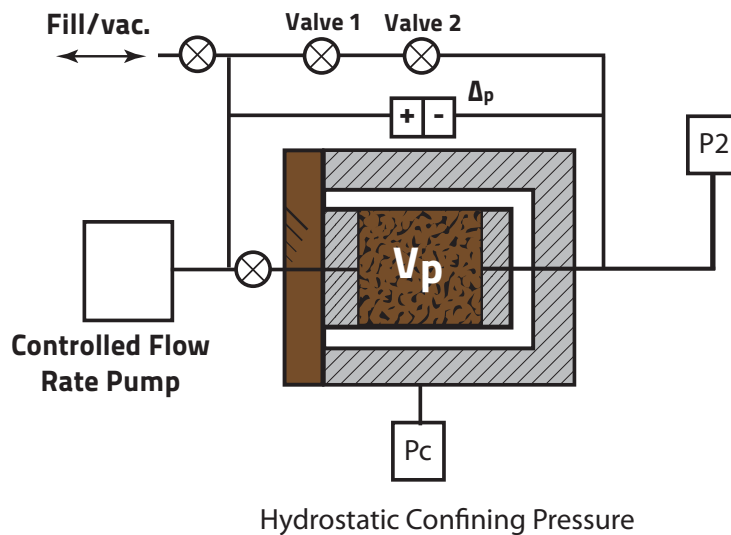 Fill/vac.
Valve 1
Valve 2
Δp
+ -
P2
Vp
Controlled Flow
Rate Pump
Pc
Hydrostatic Confining Pressure